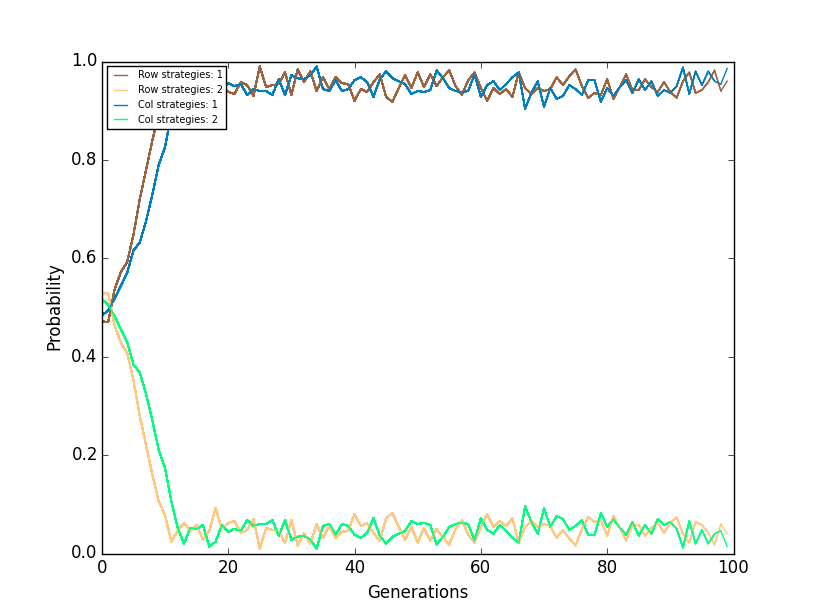 1.0
Row strategies: 1
Row strategies: 2
Col strategies: 1
Col strategies: 2
0.8
0.6
Probability
0.4
0.2
0.0
0 20 40 60 80 100
Generations